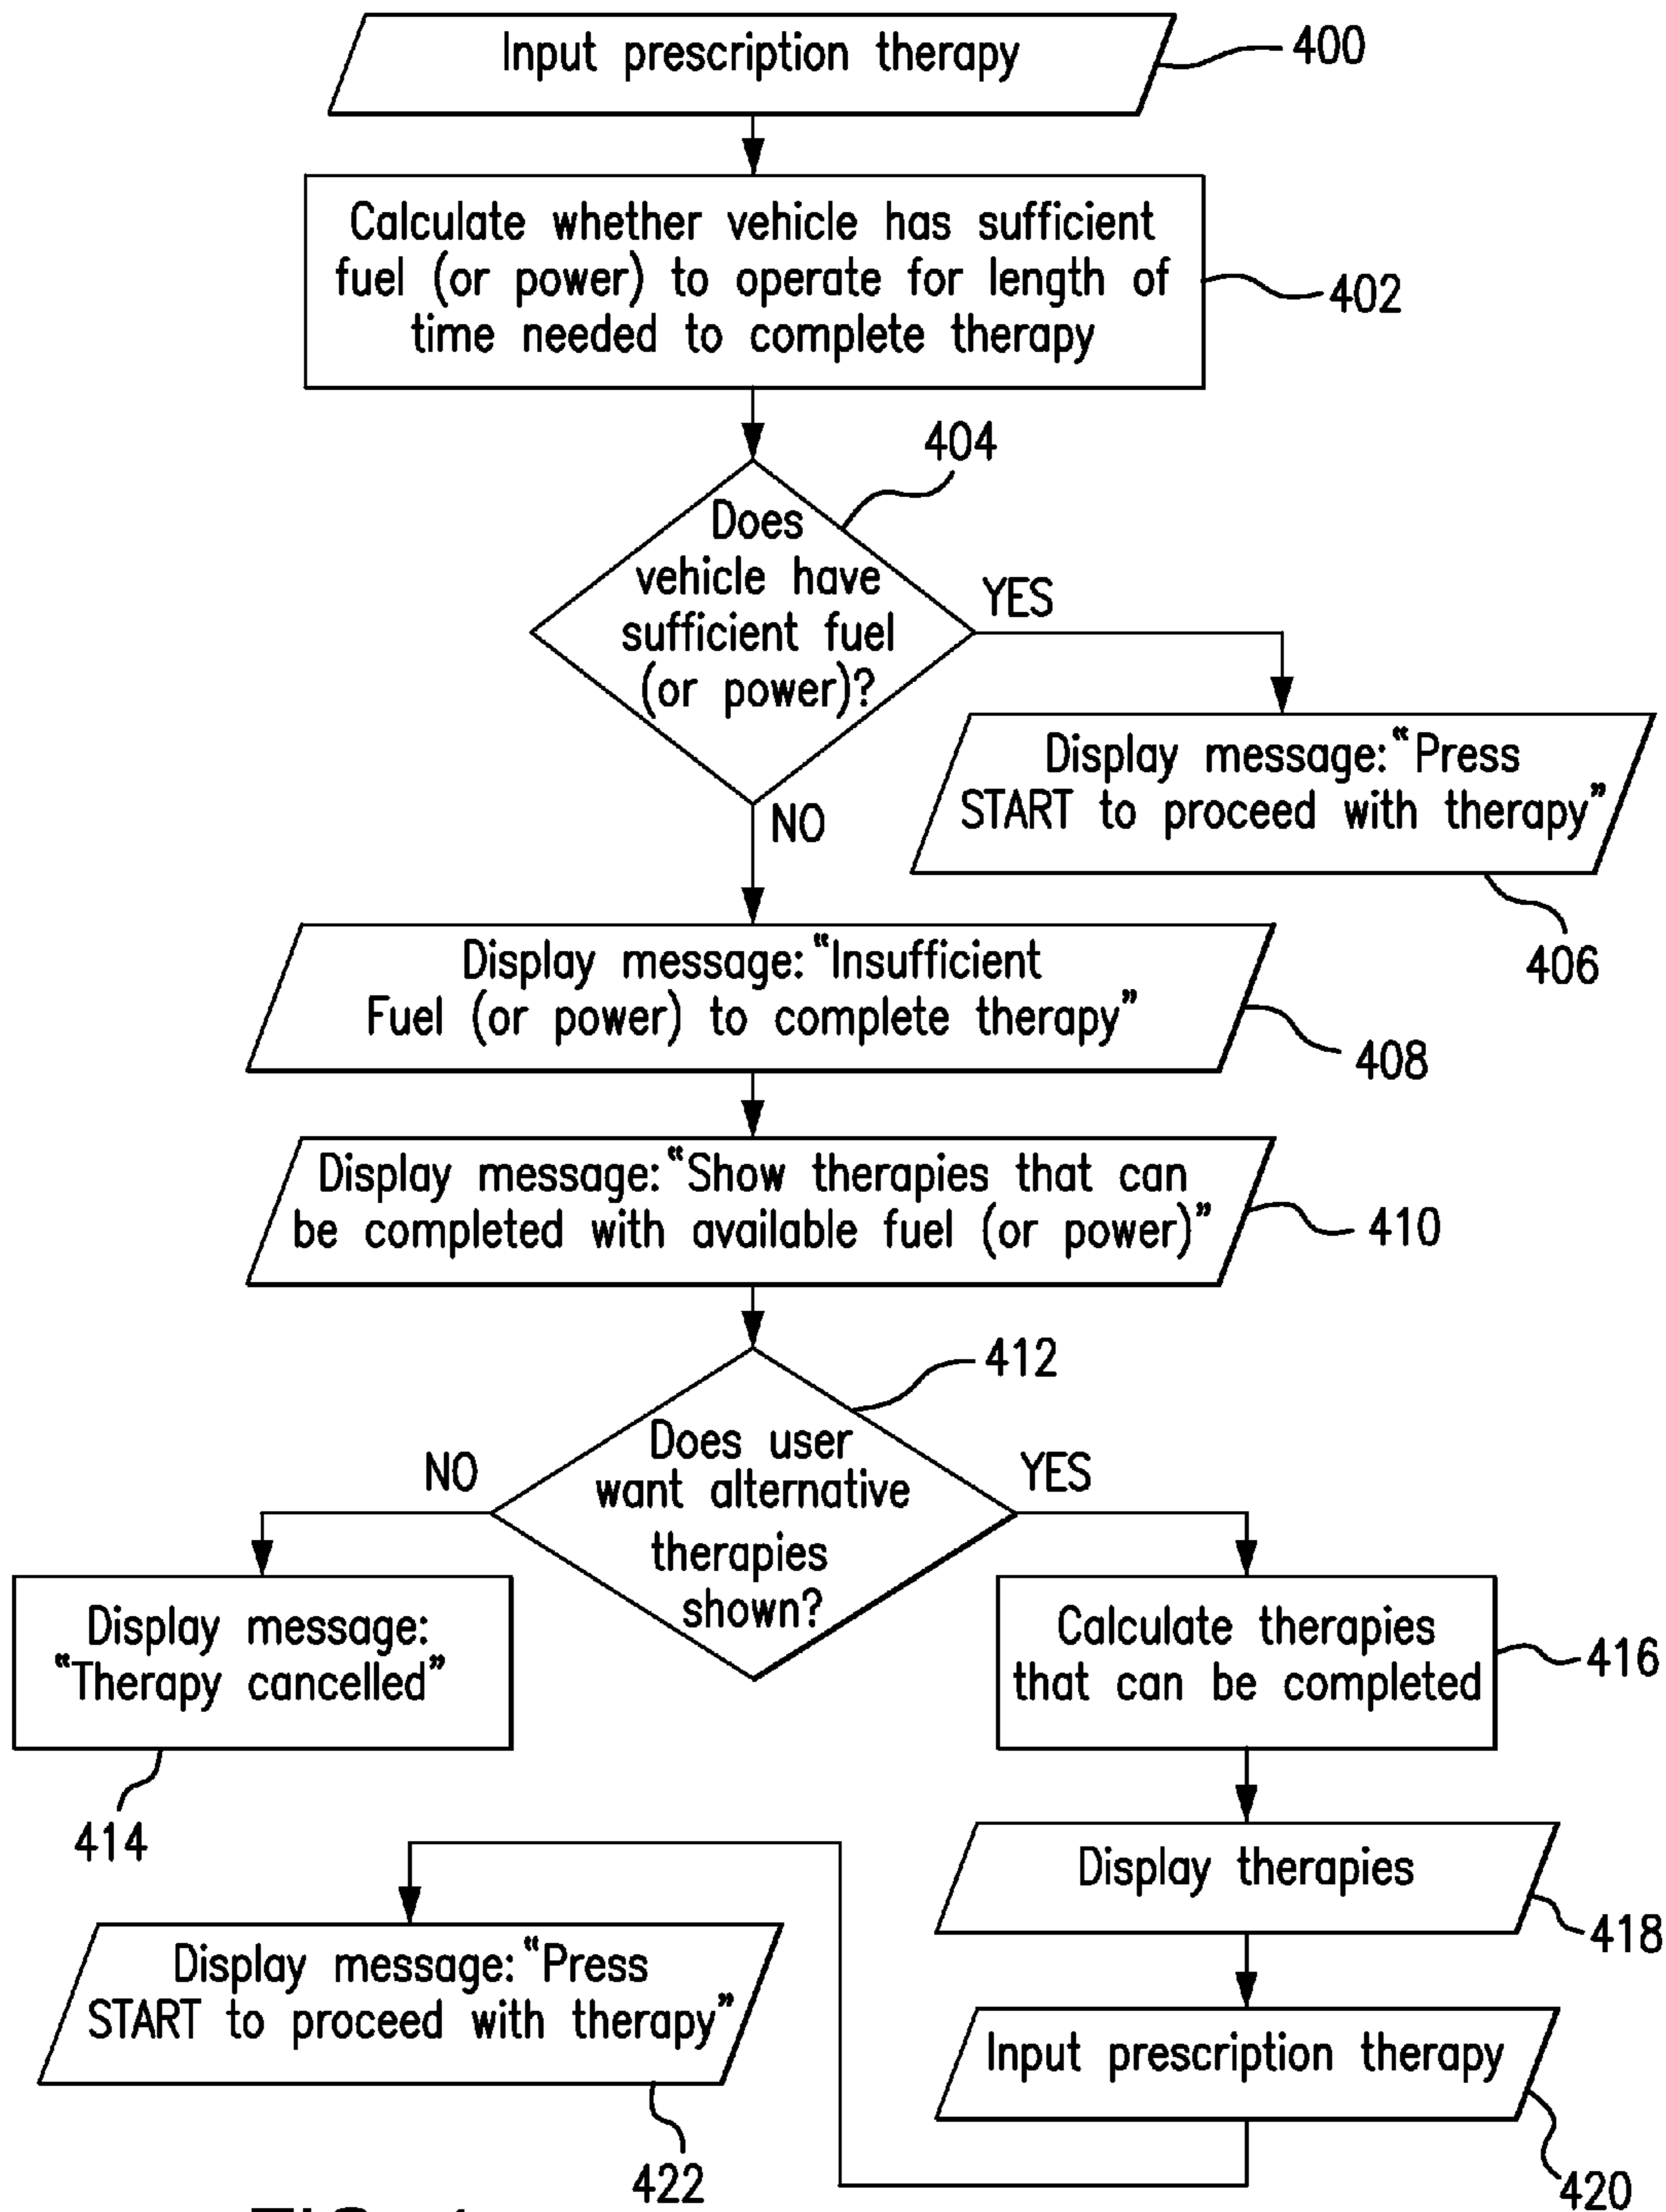 Input prescription therapy
400
Calculate whether vehicle has sufficient
fuel (or power) to operate for length of
time needed to complete therapy
402
404
Does
vehicle have
sufficient fuel
(or power)?
YES
NO
Display message: “Press
START to proceed with therapy”
406
Display message: “Insufficient
Fuel (or power) to complete therapy”
408
Display message: “Show therapies that can
be completed with available fuel (or power)”
410
412
Does user
want alternative
therapies
shown?
NO
YES
Display message:
“Therapy cancelled”
414
Calculate therapies
that can be completed
416
Display therapies
418
Input prescription therapy
420
Display message: “Press
START to proceed with therapy”
422